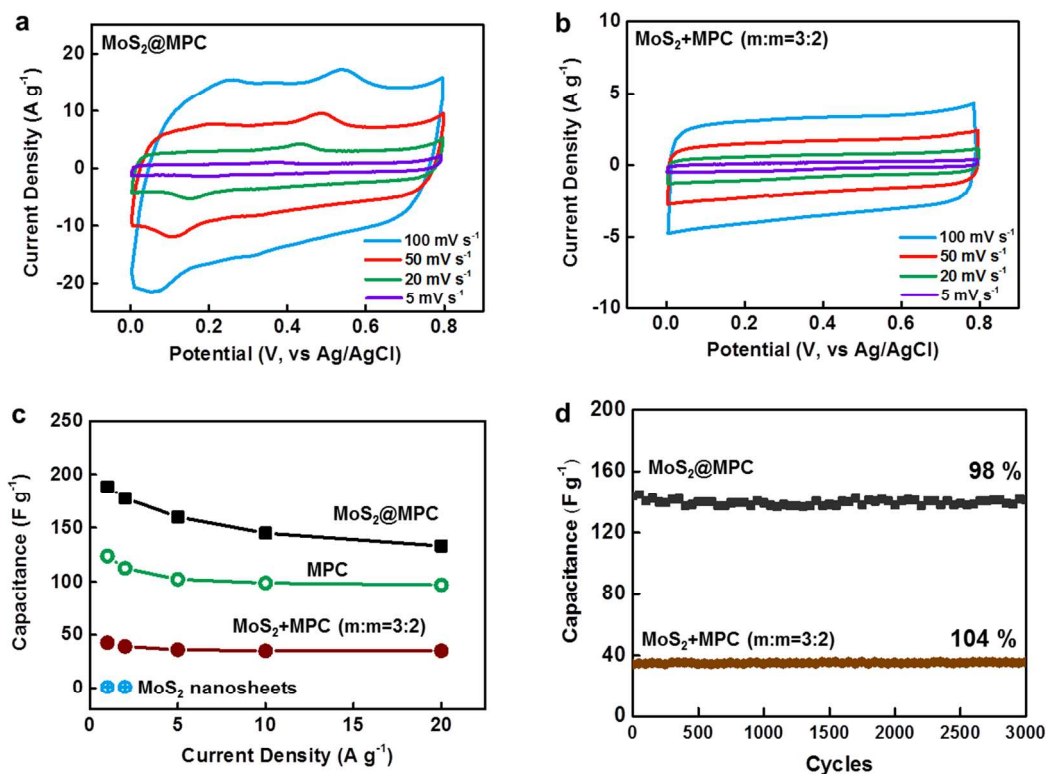 a
MoS₂@MPC
20
10
0
-10
-20
Current Density (A g⁻¹)
100 mV s⁻¹
50 mV s⁻¹
20 mV s⁻¹
5 mV s⁻¹
0.0 0.2 0.4 0.6 0.8
Potential (V, vs Ag/AgCl)
b
MoS₂+MPC (m:m=3:2)
10
5
0
-5
-10
Current Density (A g⁻¹)
100 mV s⁻¹
50 mV s⁻¹
20 mV s⁻¹
5 mV s⁻¹
0.0 0.2 0.4 0.6 0.8
Potential (V, vs Ag/AgCl)
c
250
200
150
100
50
0
Capacitance (F g⁻¹)
MoS₂@MPC
MPC
MoS₂+MPC (m:m=3:2)
MoS₂ nanosheets
0 5 10 15 20
Current Density (A g⁻¹)
d
200
160
120
80
40
0
Capacitance (F g⁻¹)
MoS₂@MPC
98 %
MoS₂+MPC (m:m=3:2)
104 %
0 500 1000 1500 2000 2500 3000
Cycles